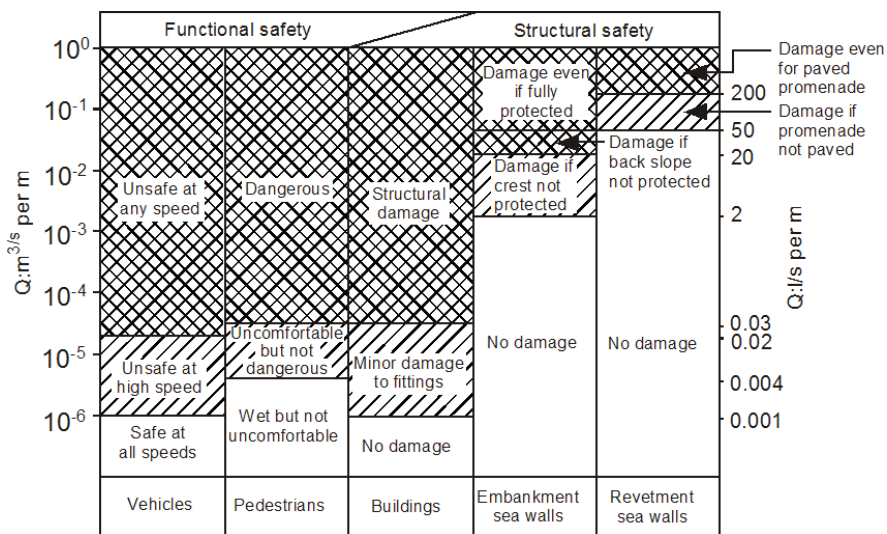 Functional safety
Structural safety
Q:m³/s per m
10⁰
10⁻¹
10⁻²
10⁻³
10⁻⁴
10⁻⁵
10⁻⁶
Unsafe at
any speed
Unsafe at
high speed
Safe at
all speeds
Vehicles
Dangerous
Uncomfortable
but not
dangerous
Wet but not
uncomfortable
Pedestrians
Structural
damage
Minor damage
to fittings
No damage
Buildings
Damage even
if fully
protected
Damage if
crest not
protected
No damage
Embankment
sea walls
Damage if
back slope
not protected
No damage
Revetment
sea walls
200
50
20
2
0.03
0.02
0.004
0.001
Q:l/s per m
Damage even
for paved
promenade
Damage if
promenade
not paved